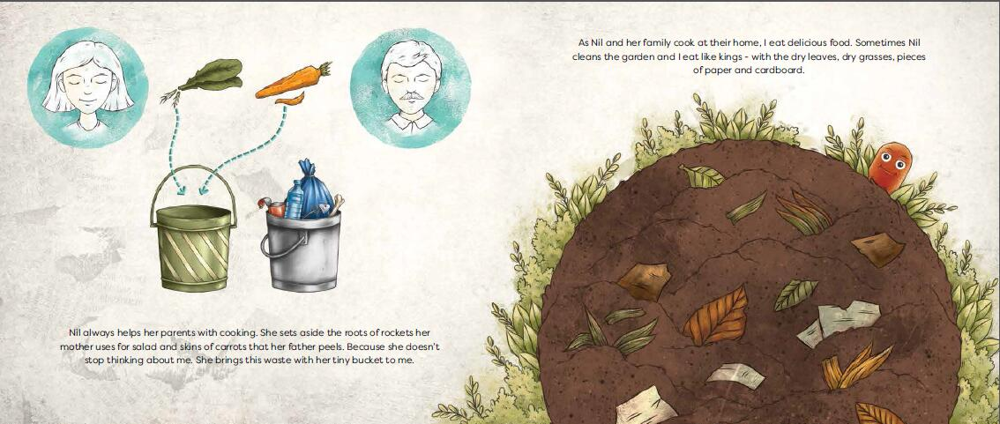 Nil always helps her parents with cooking. She sets aside the roots of rockets her
mother uses for salad and skins of carrots that her father peels. Because she doesn't
stop thinking about me. She brings this waste with her tiny bucket to me.
As Nil and her family cook at their home, I eat delicious food. Sometimes Nil
cleans the garden and I eat like kings - with the dry leaves, dry grasses, pieces
of paper and cardboard.